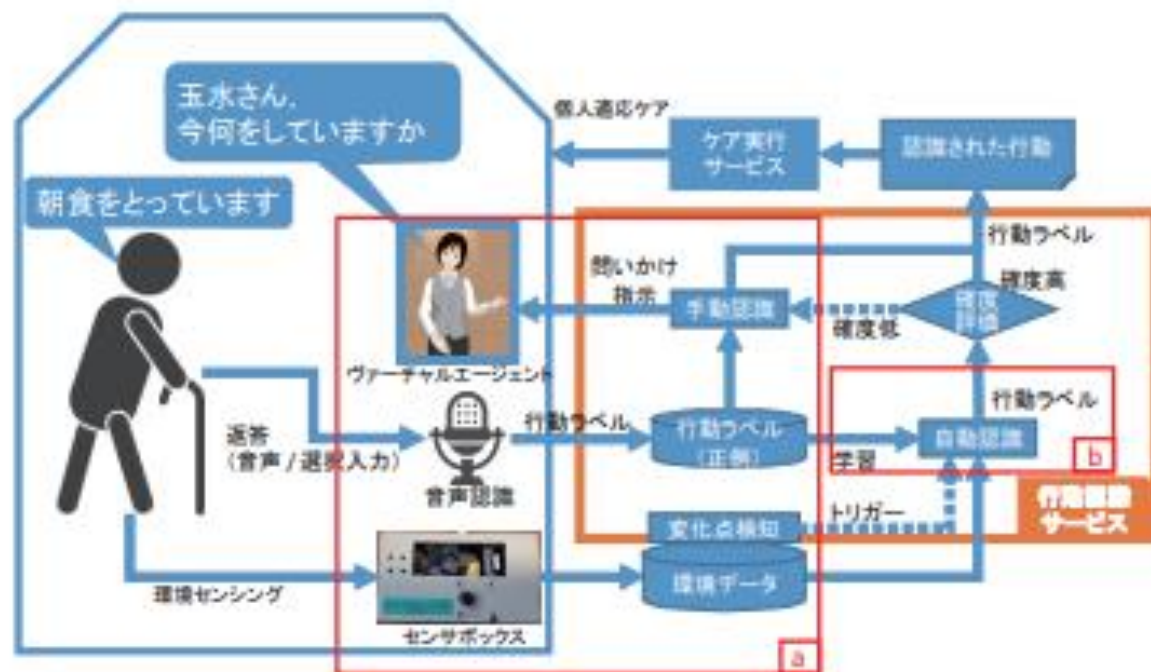 玉水さん,
今何をしていますか
朝食をとっています
個人適応ケア
ケア実行
サービス
認識された行動
行動ラベル
確度高
確度
評価
確度低
問いかけ
指示
手動認識
ヴァーチャルエージェント
行動ラベル
返答
(音声/選択入力)
音声認識
行動ラベル
行動ラベル
(正例)
学習
自動認識
b
サービス
トリガー
変化点検知
環境データ
環境センシング
センサボックス
a